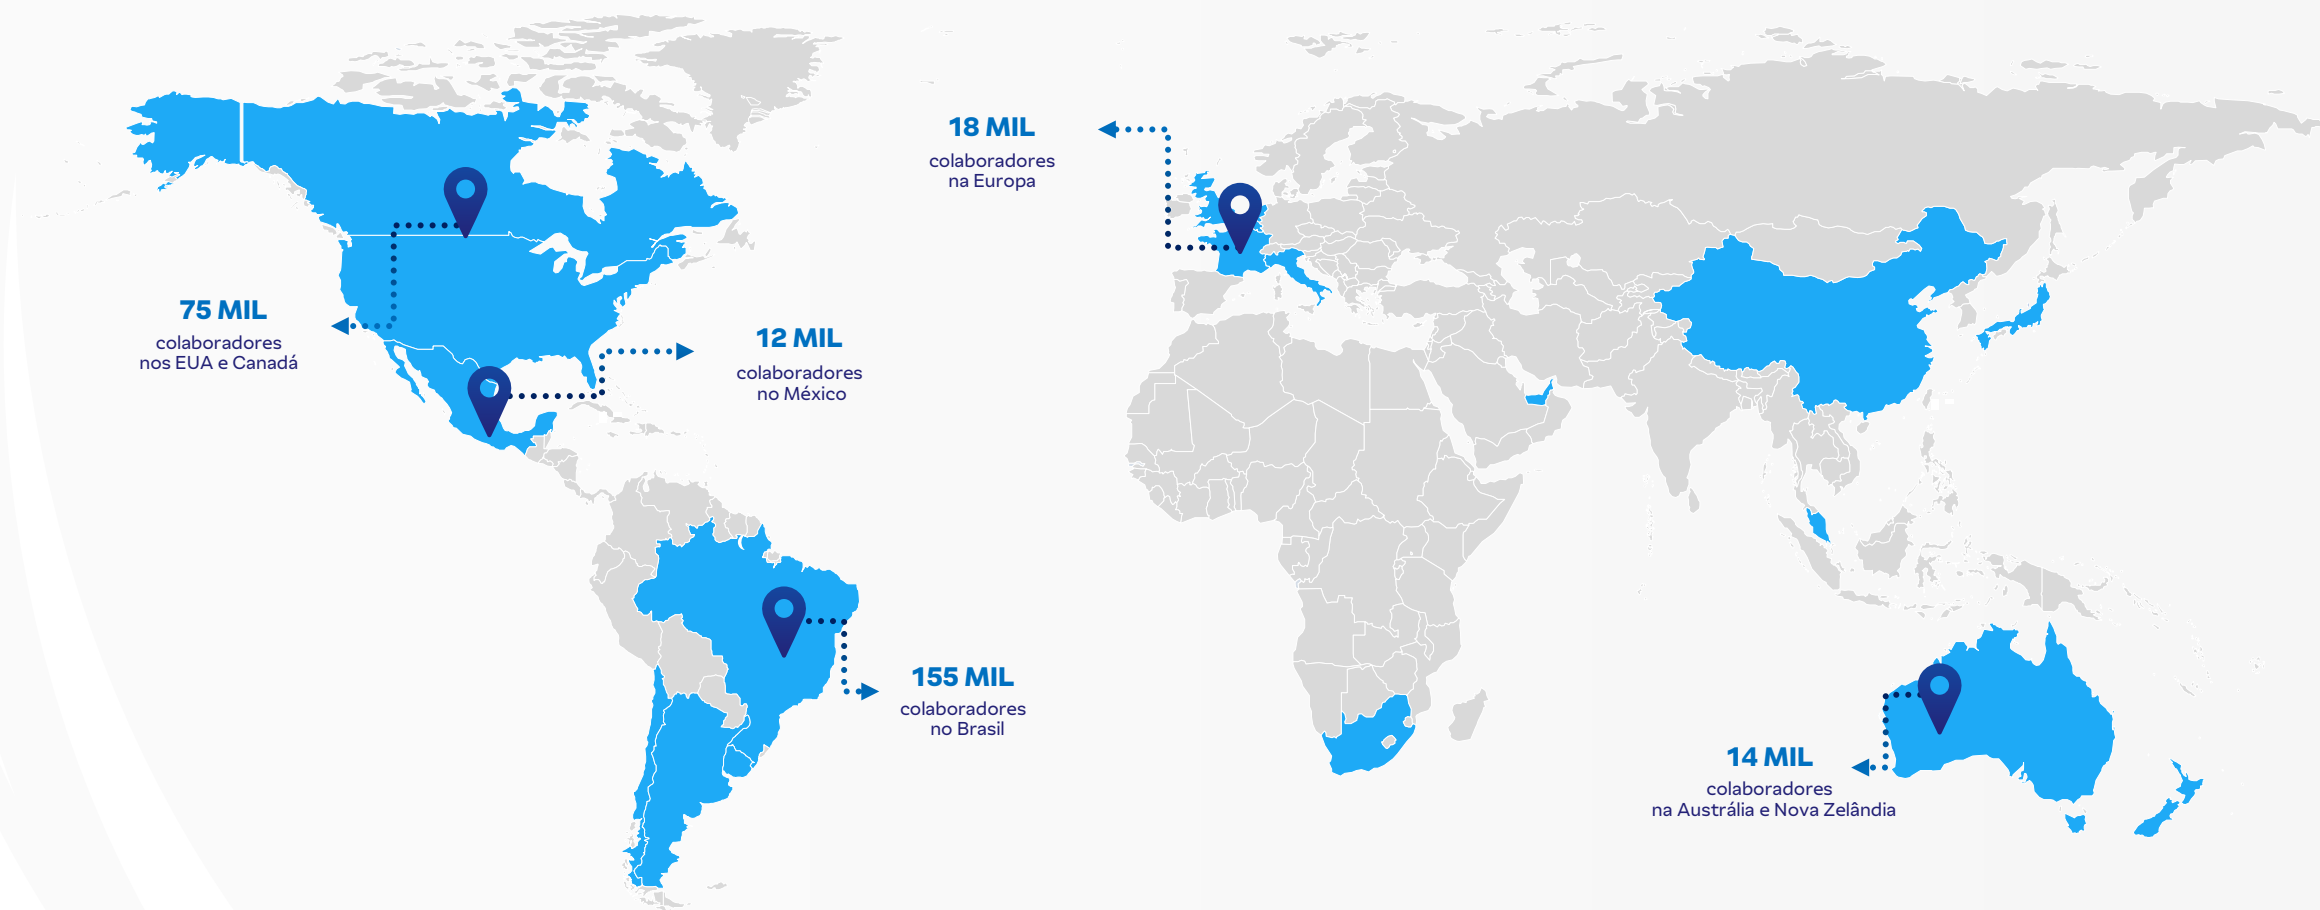 18 MIL
colaboradores
na Europa
75 MIL
colaboradores
nos EUA e Canadá
12 MIL
colaboradores
no México
155 MIL
colaboradores
no Brasil
14 MIL
colaboradores
na Austrália e Nova Zelândia